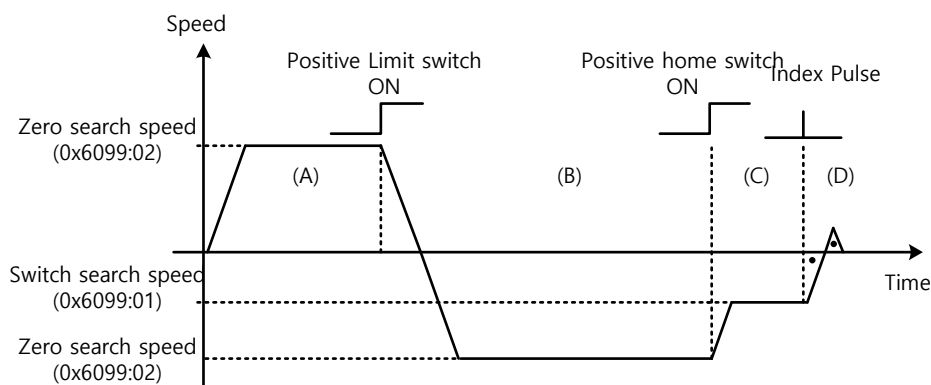 Speed
Positive Limit switch
ON
Positive home switch
ON
Index Pulse
Zero search speed
(0x6099:02)
(A)
(B)
(C)
(D)
Switch search speed
(0x6099:01)
Time
Zero search speed
(0x6099:02)